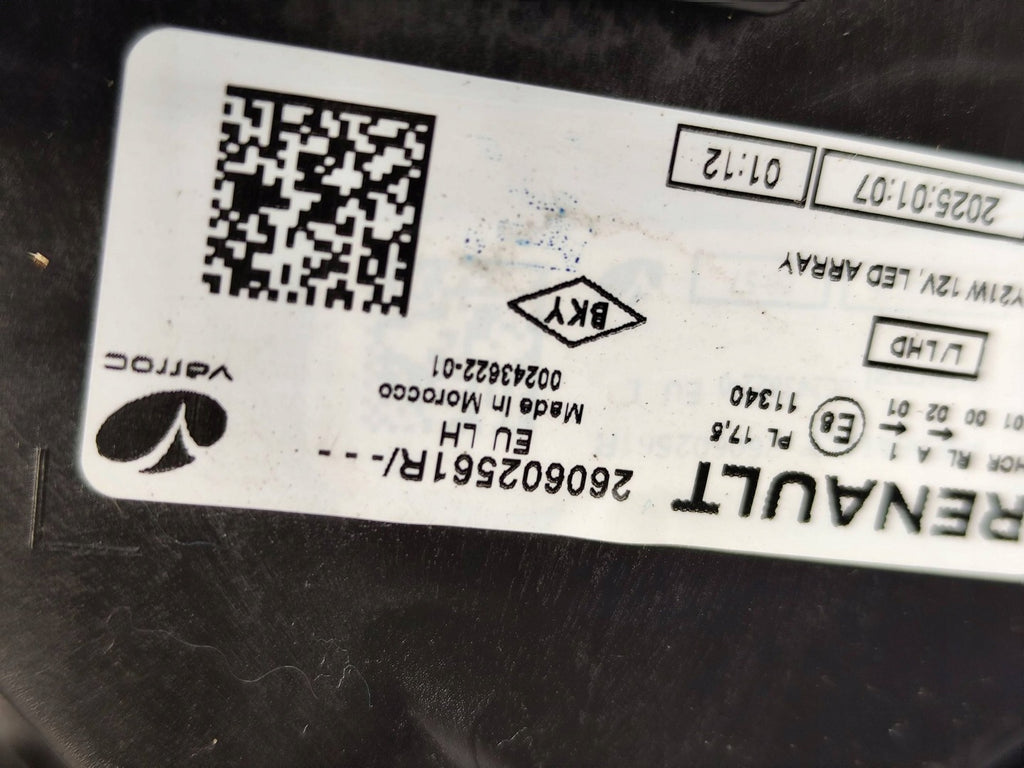 RENAULT
260602561R/---
EU LH
Made in Morocco
00243622-01
varroc
HCR RL A 1
01 00 02 01
E8
PL 17,5
11340
L/LHD
BKY
Y21W 12V, LED ARRAY
2025:01:07
01:12